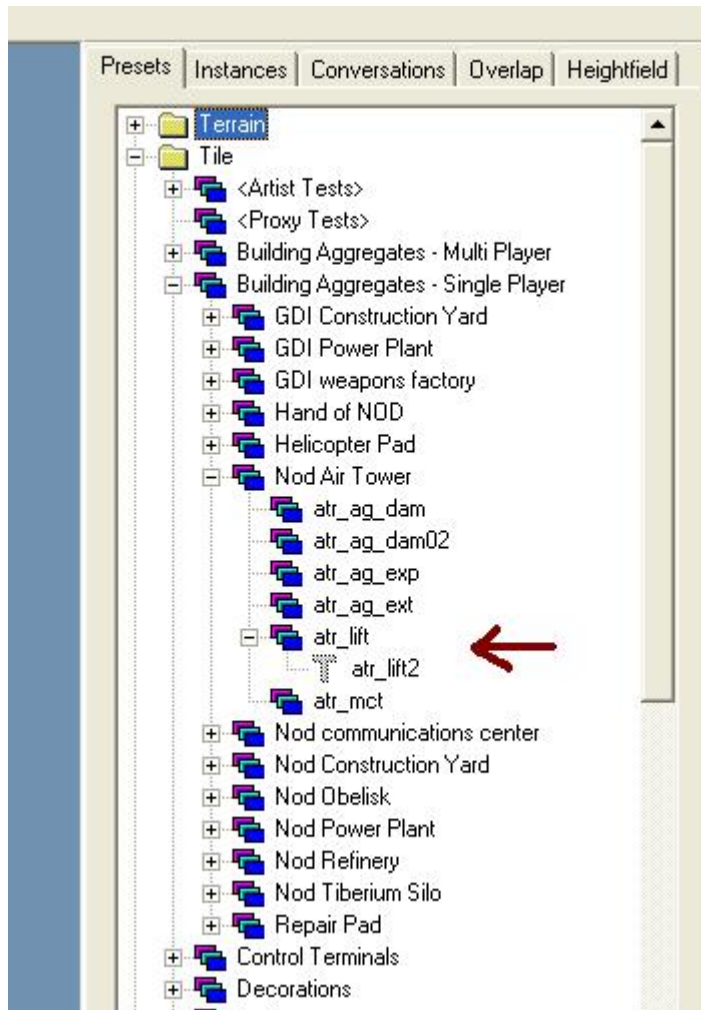 Presets Instances Conversations Overlap Heightfield
Terrain
Tile
<Artist Tests>
<Proxy Tests>
Building Aggregates - Multi Player
Building Aggregates - Single Player
GDI Construction Yard
GDI Power Plant
GDI weapons factory
Hand of NOD
Helicopter Pad
Nod Air Tower
atr_ag_dam
atr_ag_dam02
atr_ag_exp
atr_ag_ext
atr_lift
atr_lift2
atr_mct
Nod communications center
Nod Construction Yard
Nod Obelisk
Nod Power Plant
Nod Refinery
Nod Tiberium Silo
Repair Pad
Control Terminals
Decorations